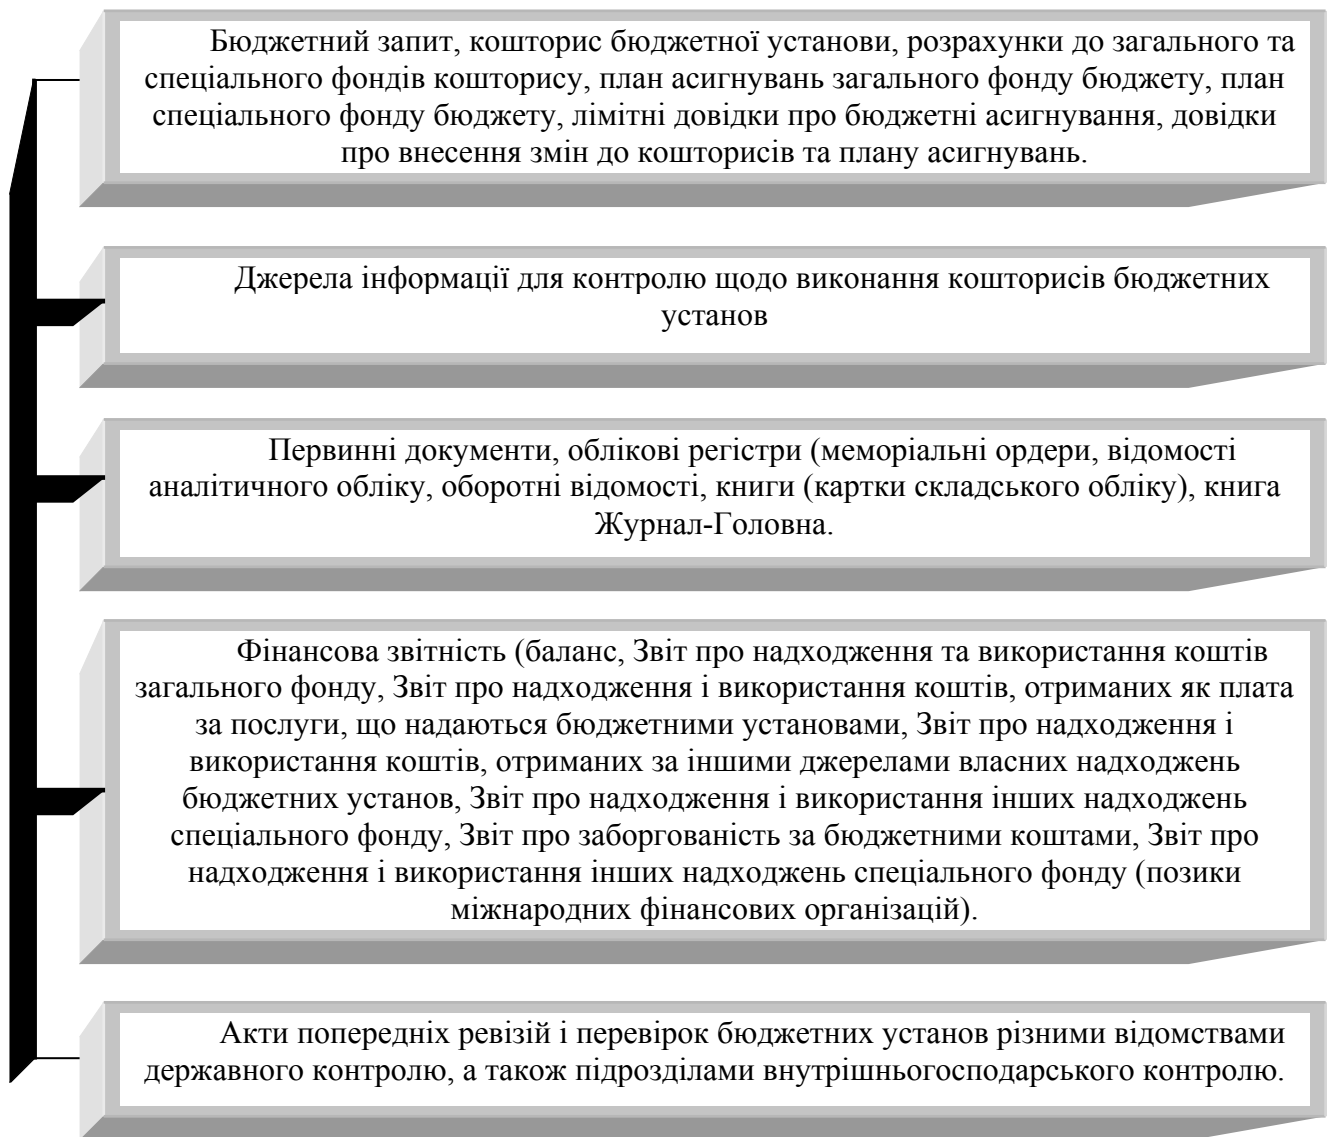 Бюджетний запит, кошторис бюджетної установи, розрахунки до загального та
спеціального фондів кошторису, план асигнувань загального фонду бюджету, план
спеціального фонду бюджету, лімітні довідки про бюджетні асигнування, довідки
про внесення змін до кошторисів та плану асигнувань.
Джерела інформації для контролю щодо виконання кошторисів бюджетних
установ
Первинні документи, облікові регістри (меморіальні ордери, відомості
аналітичного обліку, оборотні відомості, книги (картки складського обліку), книга
Журнал-Головна.
Фінансова звітність (баланс, Звіт про надходження та використання коштів
загального фонду, Звіт про надходження і використання коштів, отриманих як плата
за послуги, що надаються бюджетними установами, Звіт про надходження і
використання коштів, отриманих за іншими джерелами власних надходжень
бюджетних установ, Звіт про надходження і використання інших надходжень
спеціального фонду, Звіт про заборгованість за бюджетними коштами, Звіт про
надходження і використання інших надходжень спеціального фонду (позики
міжнародних фінансових організацій).
Акти попередніх ревізій і перевірок бюджетних установ різними відомствами
державного контролю, а також підрозділами внутрішньогосподарського контролю.